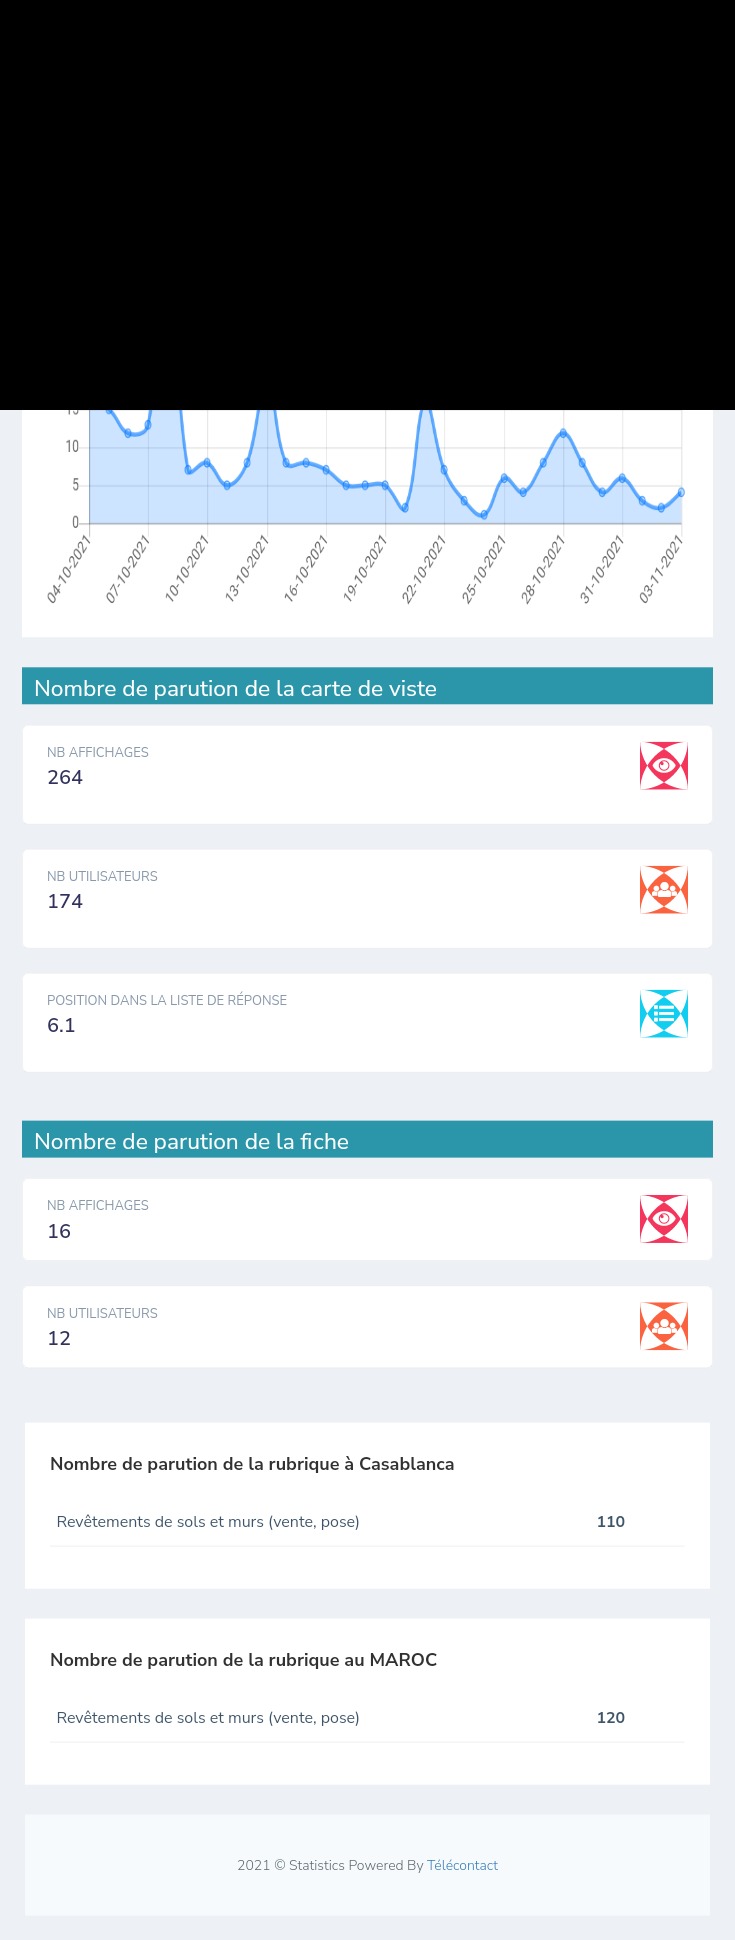 10
5
0
04-10-2021 07-10-2021 10-10-2021 13-10-2021 16-10-2021 19-10-2021 22-10-2021 25-10-2021 28-10-2021 31-10-2021 03-11-2021
Nombre de parution de la carte de viste
NB AFFICHAGES
264
NB UTILISATEURS
174
POSITION DANS LA LISTE DE RÉPONSE
6.1
Nombre de parution de la fiche
NB AFFICHAGES
16
NB UTILISATEURS
12
Nombre de parution de la rubrique à Casablanca
Revêtements de sols et murs (vente, pose) 110
Nombre de parution de la rubrique au MAROC
Revêtements de sols et murs (vente, pose) 120
2021 © Statistics Powered By Télécontact